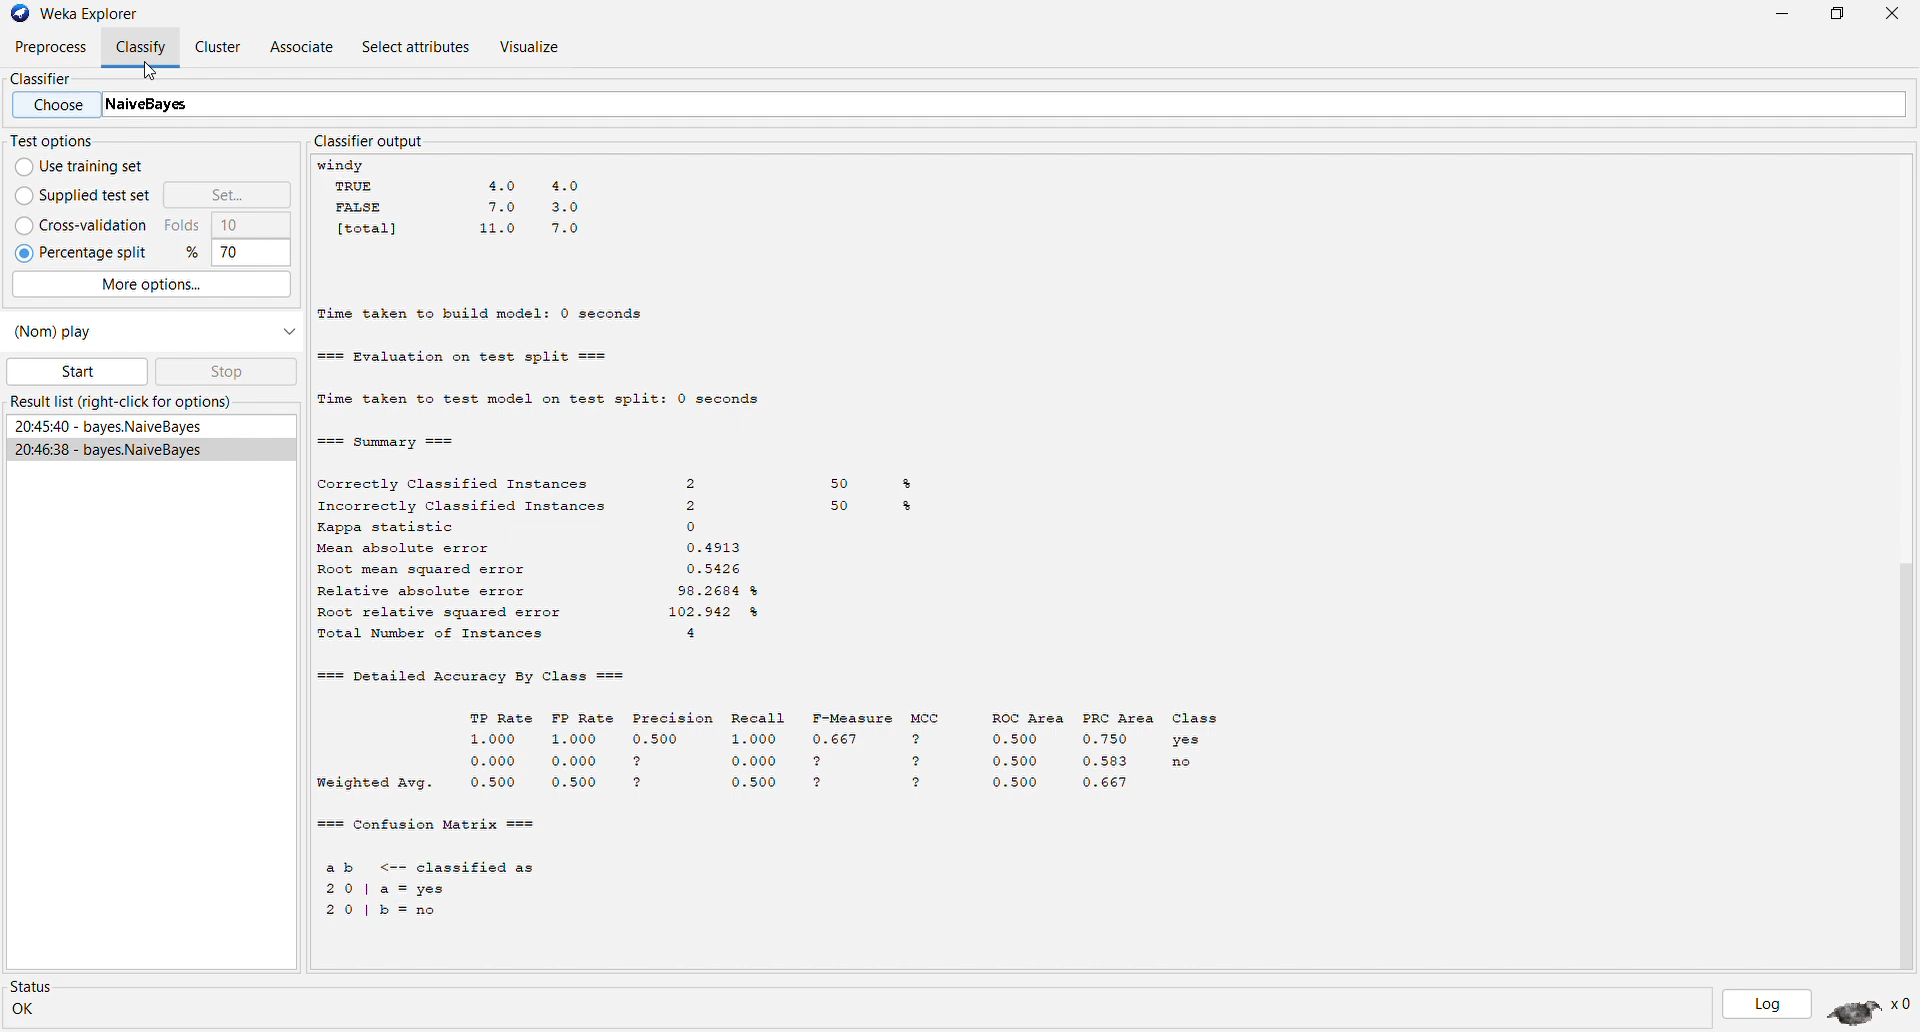 Weka Explorer
Preprocess Classify Cluster Associate Select attributes Visualize
Classifier
Choose NaiveBayes
Test options
Use training set
Supplied test set Set...
Cross-validation Folds 10
Percentage split % 70
More options...
(Nom) play
Start Stop
Result list (right-click for options)
20:45:40 - bayes.NaiveBayes
20:46:38 - bayes.NaiveBayes
Classifier output
windy
TRUE 4.0 4.0
FALSE 7.0 3.0
[total] 11.0 7.0
Time taken to build model: 0 seconds
=== Evaluation on test split ===
Time taken to test model on test split: 0 seconds
=== Summary ===
Correctly Classified Instances 2 50 %
Incorrectly Classified Instances 2 50 %
Kappa statistic 0
Mean absolute error 0.4913
Root mean squared error 0.5426
Relative absolute error 98.2684 %
Root relative squared error 102.942 %
Total Number of Instances 4
=== Detailed Accuracy By Class ===
TP Rate FP Rate Precision Recall F-Measure MCC ROC Area PRC Area Class
1.000 1.000 0.500 1.000 0.667 ? 0.500 0.750 yes
0.000 0.000 ? 0.000 ? ? 0.500 0.583 no
Weighted Avg. 0.500 0.500 ? 0.500 ? ? 0.500 0.667
=== Confusion Matrix ===
a b <-- classified as
2 0 | a = yes
2 0 | b = no
Status
OK
Log x 0